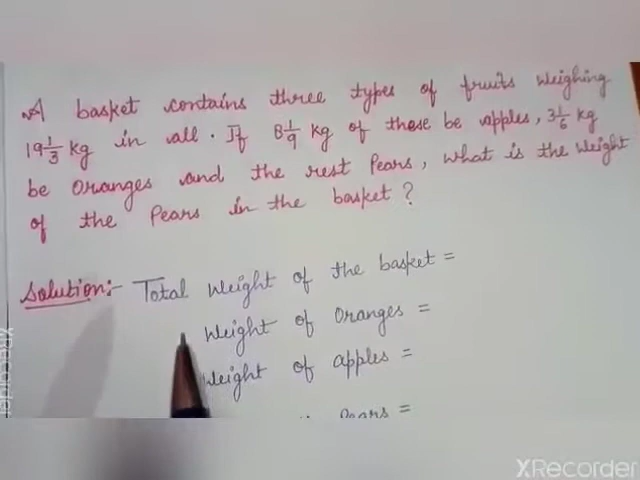 A basket contains three types of fruits weighing
19 1/3 kg in all. If 8 1/9 kg of these be apples, 3 1/6 kg
be oranges and the rest Pears, what is the weight
of the Pears in the basket?
Solution:- Total weight of the basket =
Weight of Oranges =
Weight of apples =
Pears =
XRecorder
XRecorder